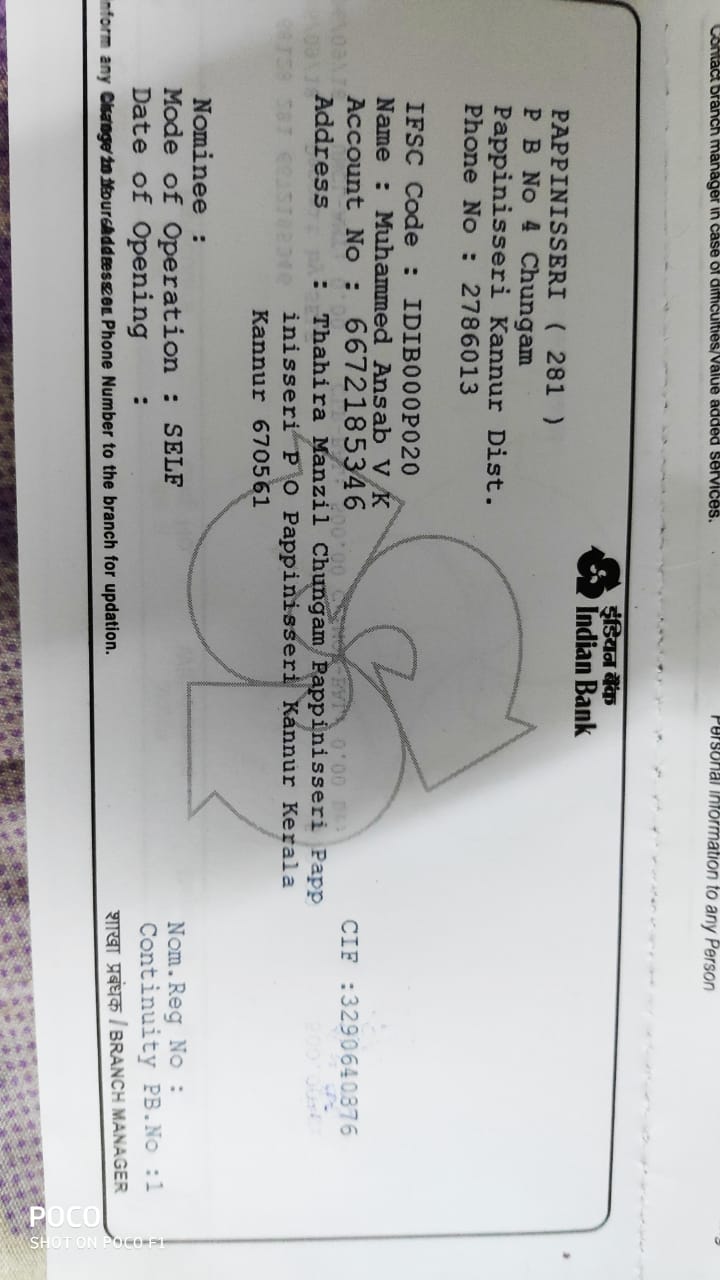 Contact branch manager in case of difficulties/value added services.
Personal Information to any Person
इंडियन बैंक
Indian Bank
PAPPINISSERI ( 281 )
P B No 4 Chungam
Pappinisseri Kannur Dist.
Phone No : 2786013
IFSC Code : IDIB000P020
Name : Muhammed Ansab V K
Account No : 6672185346
CIF :3290640876
Address : Thahira Manzil Chungam Pappinisseri Papp
inisseri P O Pappinisseri Kannur Kerala
Kannur 670561
Nominee :
Nom.Reg No :
Mode of Operation : SELF
Continuity PB.No :1
Date of Opening :
शाखा प्रबंधक / BRANCH MANAGER
nform any Change in Your Address or Phone Number to the branch for updation.
POCO
SHOT ON POCO F1